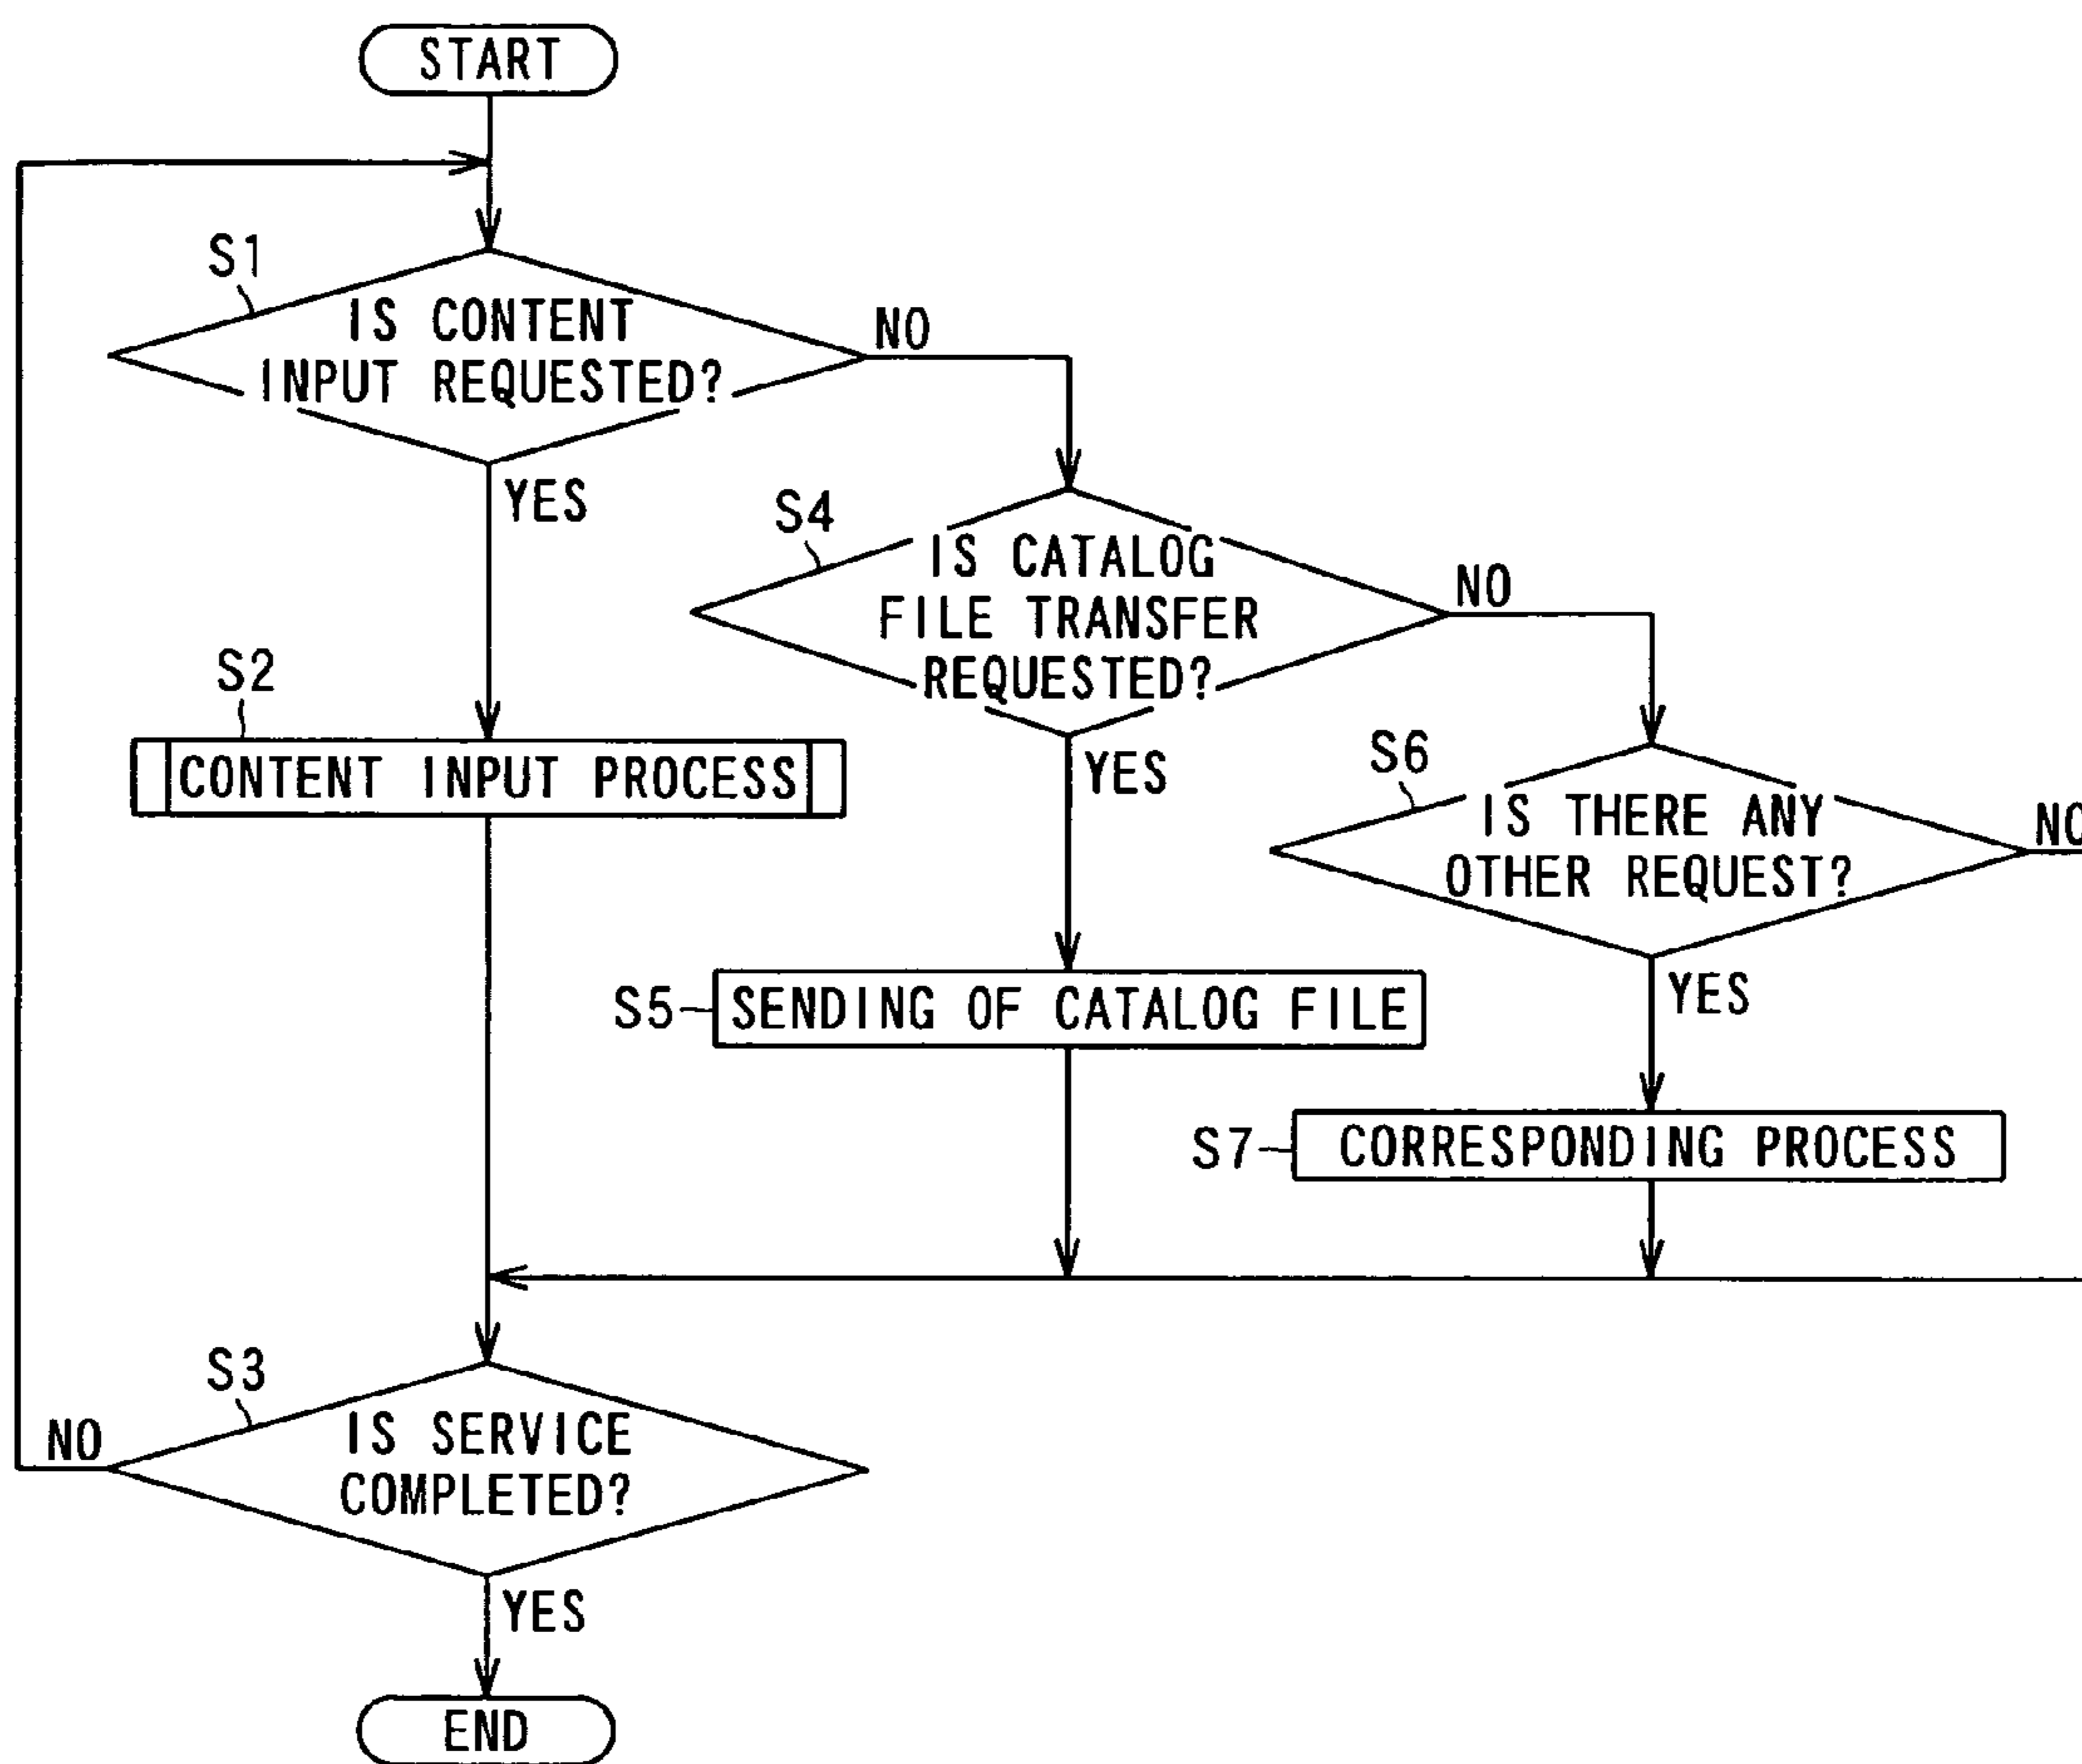 START
S1
IS CONTENT
INPUT REQUESTED?
NO
YES
S4
IS CATALOG
FILE TRANSFER
REQUESTED?
NO
YES
S2
CONTENT INPUT PROCESS
S6
IS THERE ANY
OTHER REQUEST?
NO
YES
S5
SENDING OF CATALOG FILE
S7
CORRESPONDING PROCESS
S3
IS SERVICE
COMPLETED?
NO
YES
END